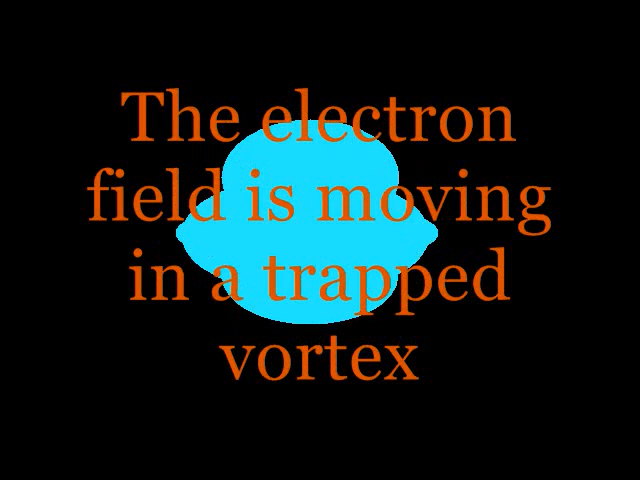 The electron
field is moving
in a trapped
vortex